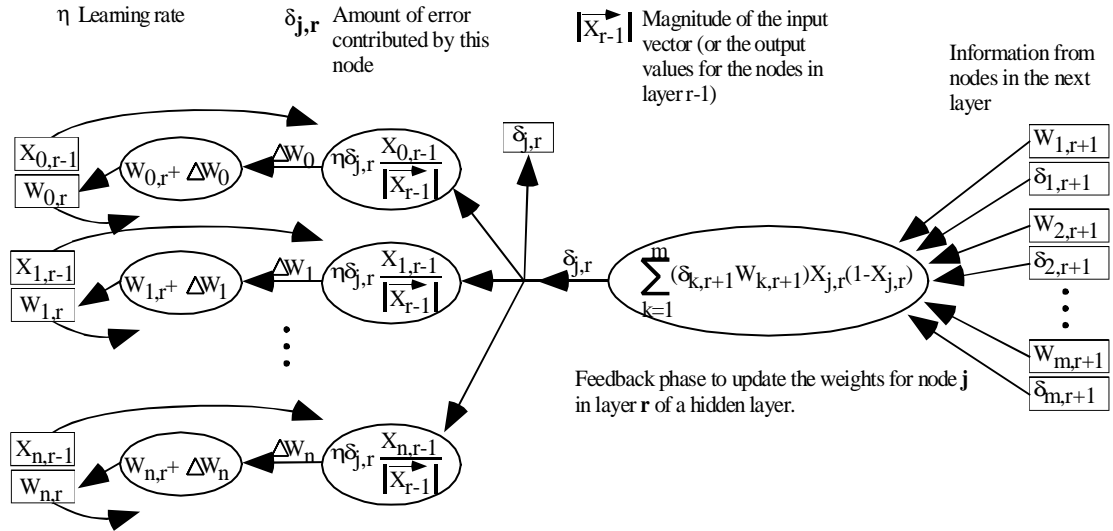 η Learning rate
δj,r Amount of error
contributed by this
node
|Xr-1| Magnitude of the input
vector (or the output
values for the nodes in
layer r-1)
Information from
nodes in the next
layer
X0,r-1
W0,r
W0,r+ ΔW0
ΔW0
ηδj,r X0,r-1
|Xr-1|
δj,r
X1,r-1
W1,r
W1,r+ ΔW1
ΔW1
ηδj,r X1,r-1
|Xr-1|
δj,r
m
∑(δk,r+1Wk,r+1)Xj,r(1-Xj,r)
k=1
W1,r+1
δ1,r+1
W2,r+1
δ2,r+1
Wm,r+1
δm,r+1
Feedback phase to update the weights for node j
in layer r of a hidden layer.
Xn,r-1
Wn,r
Wn,r+ ΔWn
ΔWn
ηδj,r Xn,r-1
|Xr-1|